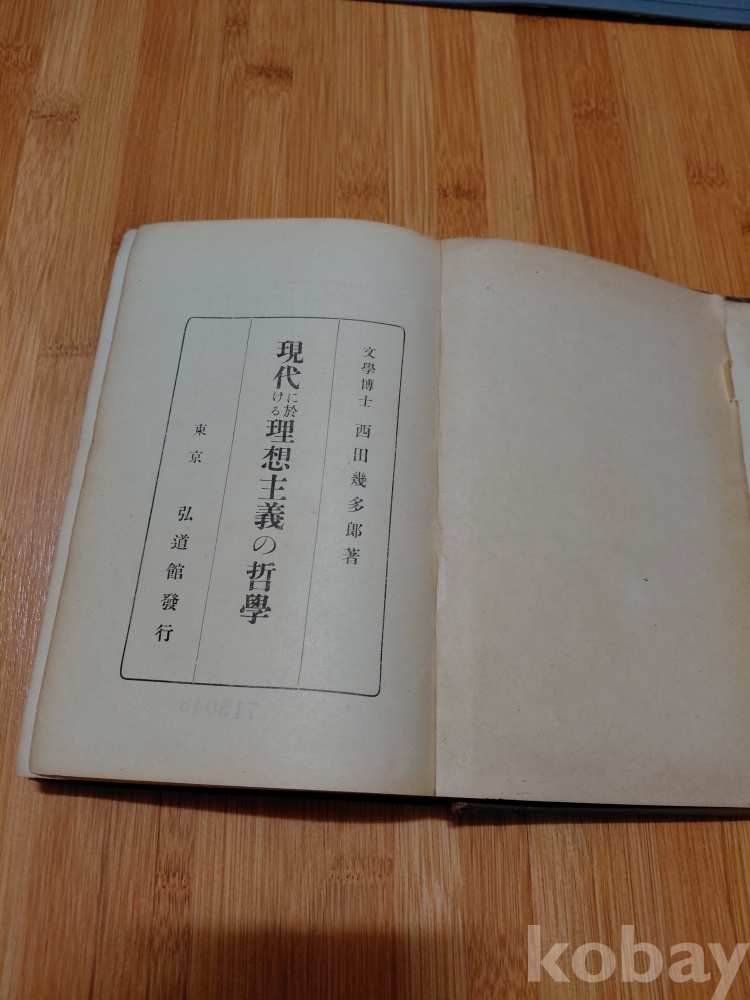 文學博士 西田幾多郎著
現代に於ける理想主義の哲學
東京 弘道館發行
kobay